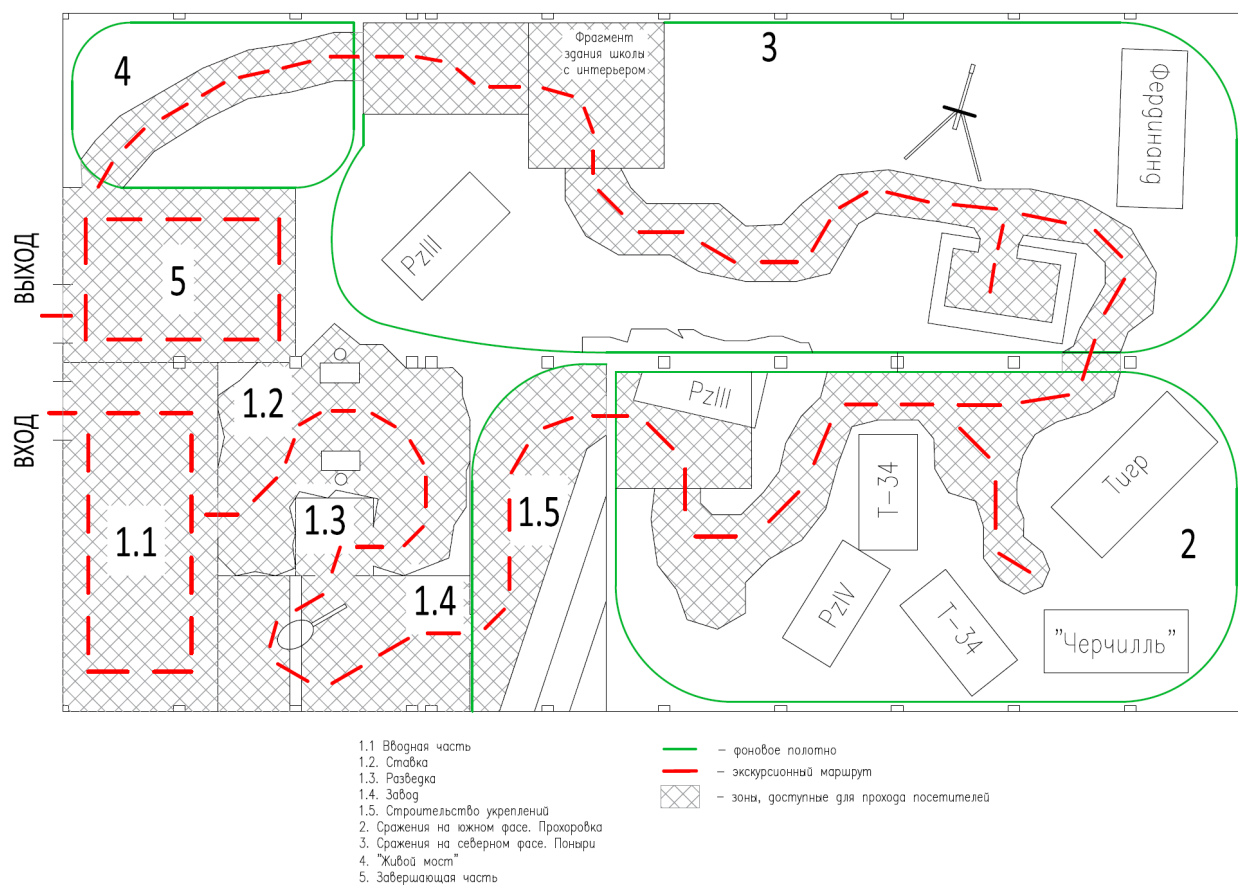 Фрагмент
здания школы
с интерьером
3
4
Фердинанд
PzIII
ВЫХОД
5
1.2
PzIII
ВХОД
Тигр
Т-34
1.3
1.5
1.1
2
PzIV
1.4
Т-34
"Черчилль"
1.1 Вводная часть
1.2. Ставка
1.3. Разведка
1.4. Завод
1.5. Строительство укреплений
2. Сражения на южном фасе. Прохоровка
3. Сражения на северном фасе. Поныри
4. "Живой мост"
5. Завершающая часть
– фоновое полотно
– экскурсионный маршрут
– зоны, доступные для прохода посетителей